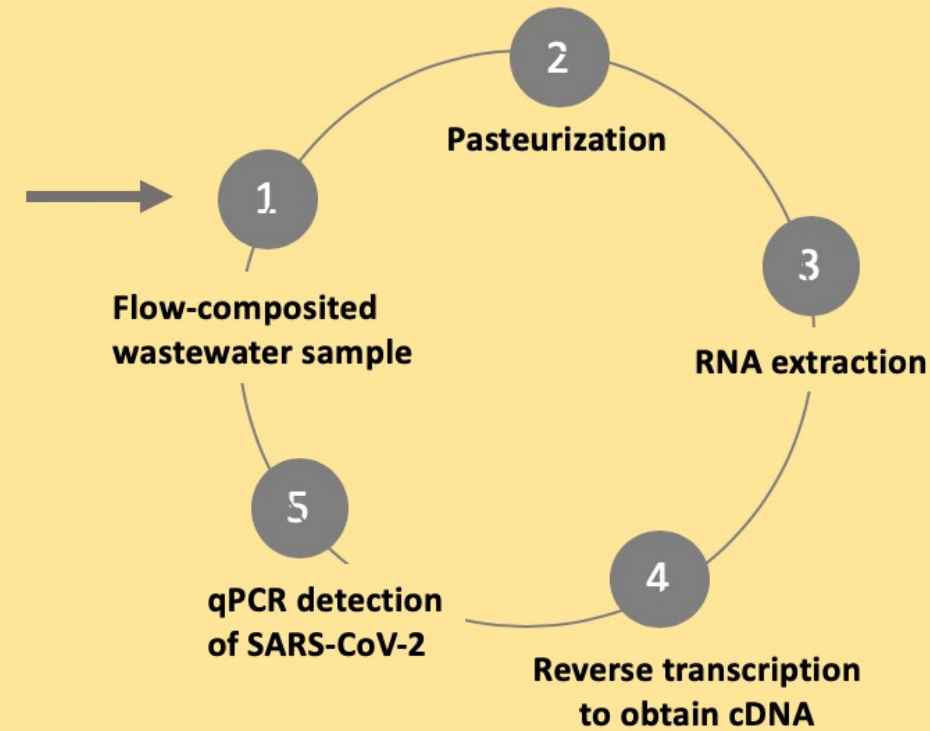 1
Flow-composited
wastewater sample
2
Pasteurization
3
RNA extraction
4
Reverse transcription
to obtain cDNA
5
qPCR detection
of SARS-CoV-2